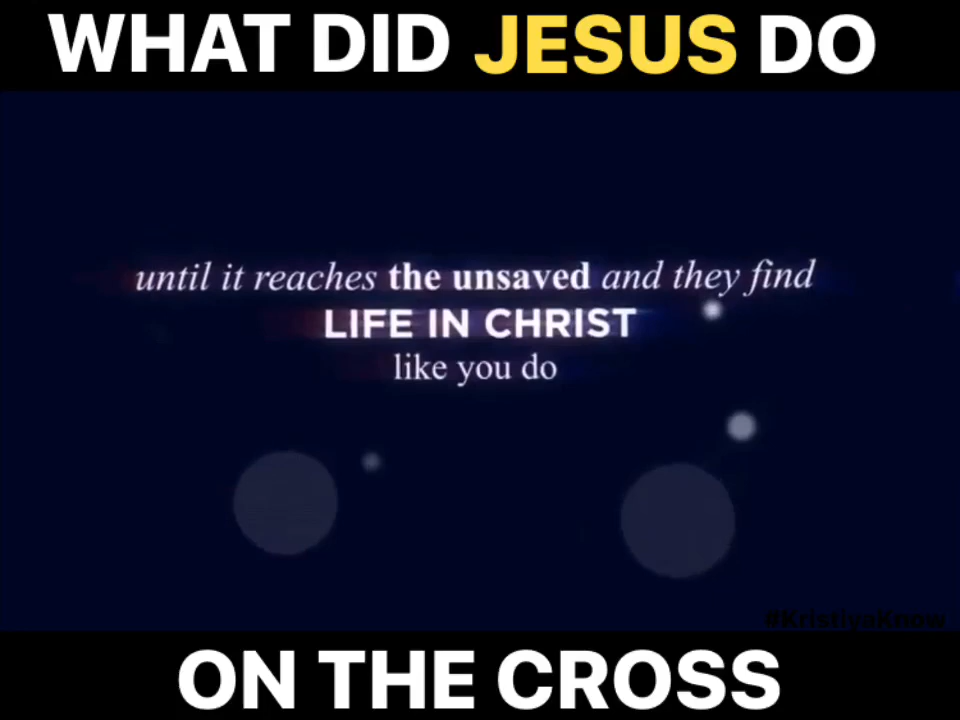 WHAT DID JESUS DO
until it reaches the unsaved and they find
LIFE IN CHRIST
like you do
#KristiyaKnow
ON THE CROSS